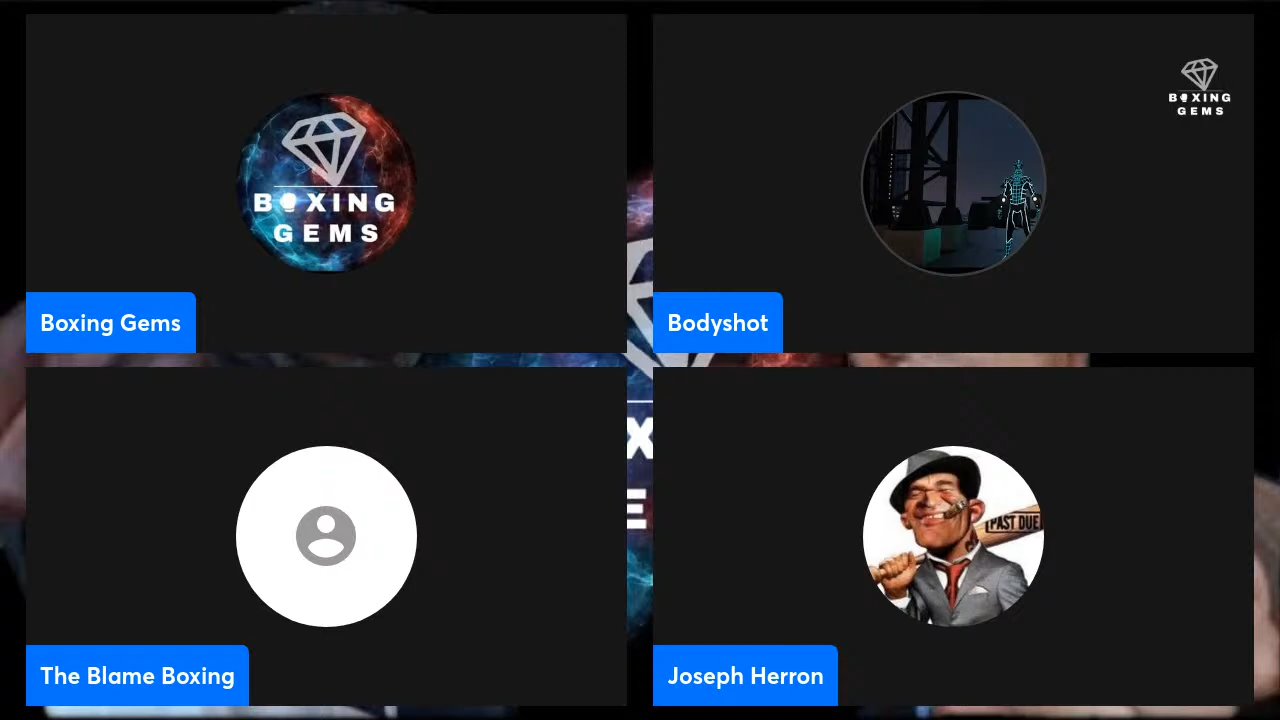 BOXING
GEMS
Boxing Gems
BOXING
GEMS
Bodyshot
X
E
The Blame Boxing
PAST DUE
Joseph Herron